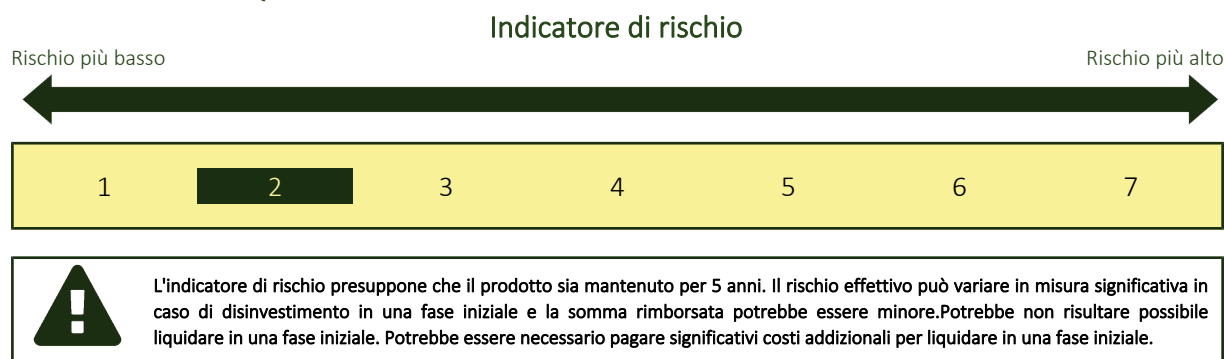 Indicatore di rischio
Rischio più basso
Rischio più alto
1 2 3 4 5 6 7
L'indicatore di rischio presuppone che il prodotto sia mantenuto per 5 anni. Il rischio effettivo può variare in misura significativa in
caso di disinvestimento in una fase iniziale e la somma rimborsata potrebbe essere minore.Potrebbe non risultare possibile
liquidare in una fase iniziale. Potrebbe essere necessario pagare significativi costi addizionali per liquidare in una fase iniziale.